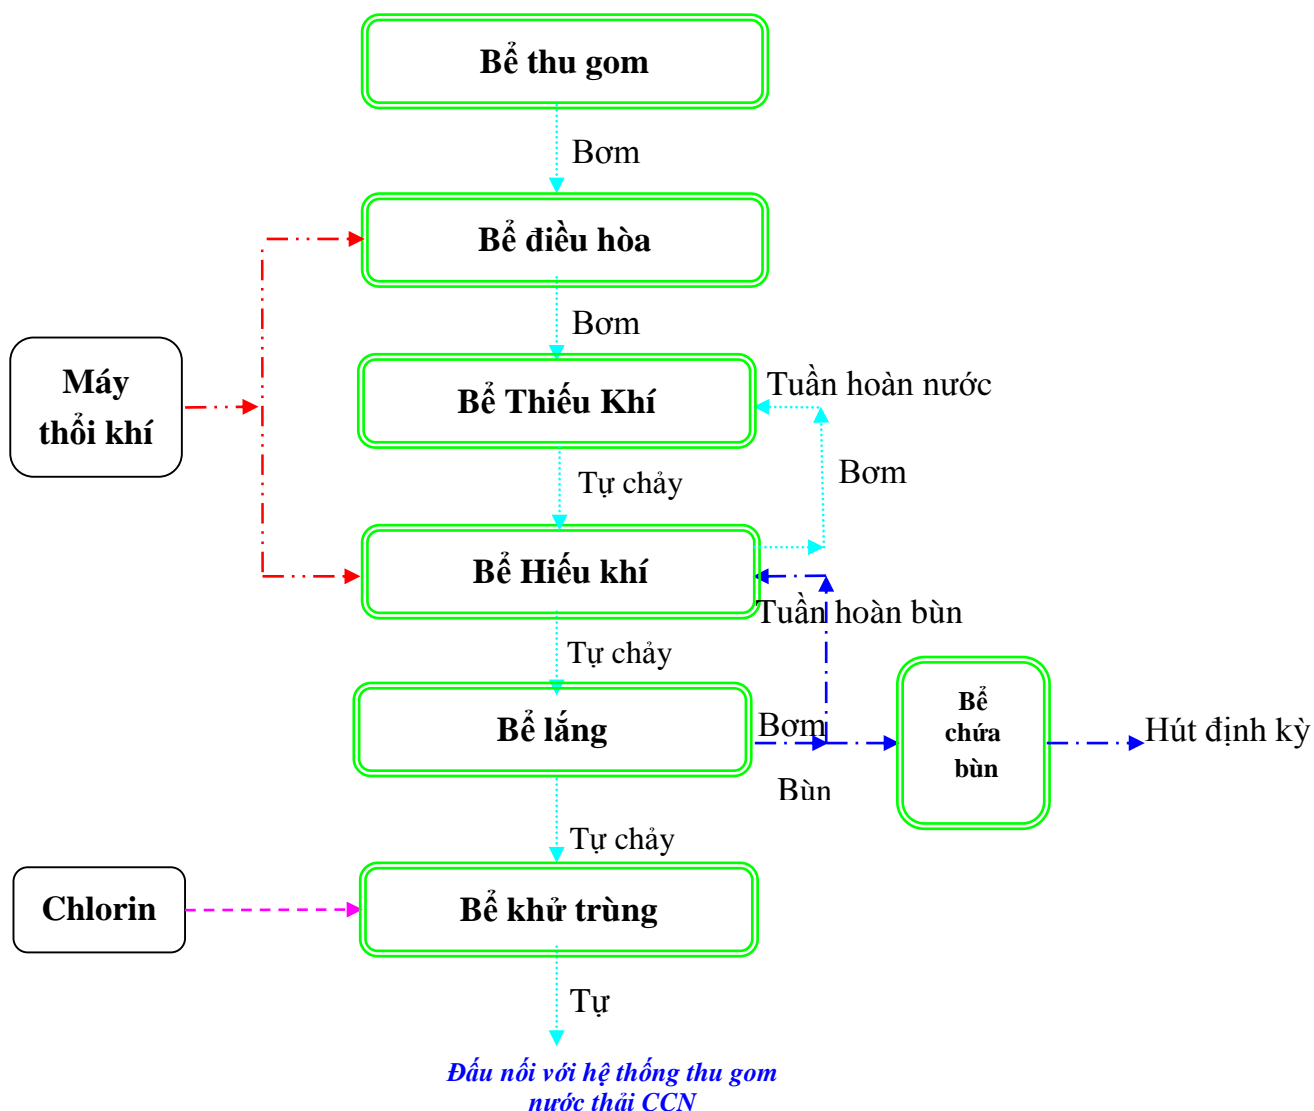 Bể thu gom
Bơm
Bể điều hòa
Bơm
Máy
thổi khí
Bể Thiếu Khí
Tuần hoàn nước
Tự chảy
Bơm
Bể Hiếu khí
Tuần hoàn bùn
Tự chảy
Bể lắng
Bơm
Bùn
Bể
chứa
bùn
Hút định kỳ
Tự chảy
Chlorin
Bể khử trùng
Tự
Đấu nối với hệ thống thu gom
nước thải CCN